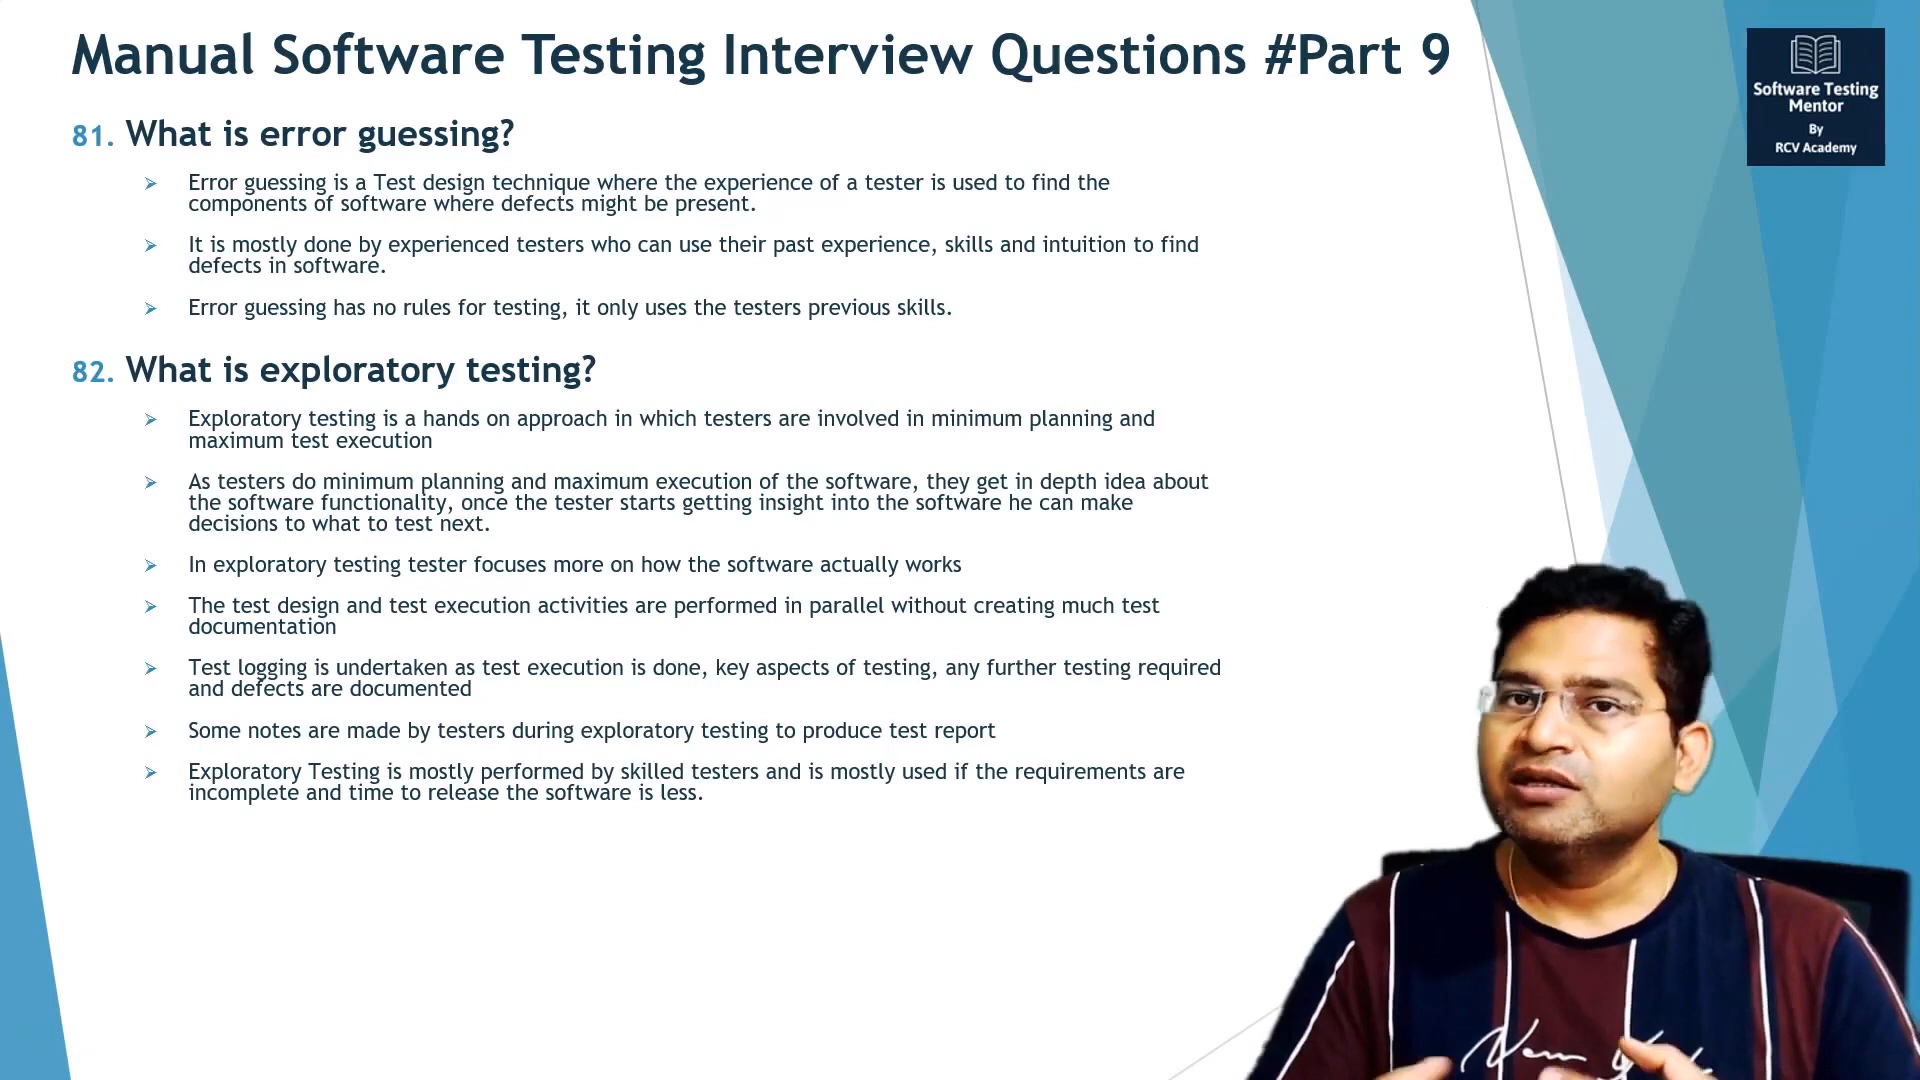 Manual Software Testing Interview Questions #Part 9
Software Testing
Mentor
By
RCV Academy
81. What is error guessing?
Error guessing is a Test design technique where the experience of a tester is used to find the
components of software where defects might be present.
It is mostly done by experienced testers who can use their past experience, skills and intuition to find
defects in software.
Error guessing has no rules for testing, it only uses the testers previous skills.
82. What is exploratory testing?
Exploratory testing is a hands on approach in which testers are involved in minimum planning and
maximum test execution
As testers do minimum planning and maximum execution of the software, they get in depth idea about
the software functionality, once the tester starts getting insight into the software he can make
decisions to what to test next.
In exploratory testing tester focuses more on how the software actually works
The test design and test execution activities are performed in parallel without creating much test
documentation
Test logging is undertaken as test execution is done, key aspects of testing, any further testing required
and defects are documented
Some notes are made by testers during exploratory testing to produce test report
Exploratory Testing is mostly performed by skilled testers and is mostly used if the requirements are
incomplete and time to release the software is less.